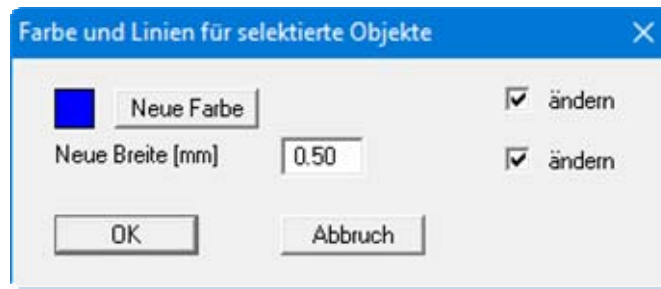 Farbe und Linien für selektierte Objekte
Neue Farbe ändern
Neue Breite [mm] 0.50 ändern
OK Abbruch